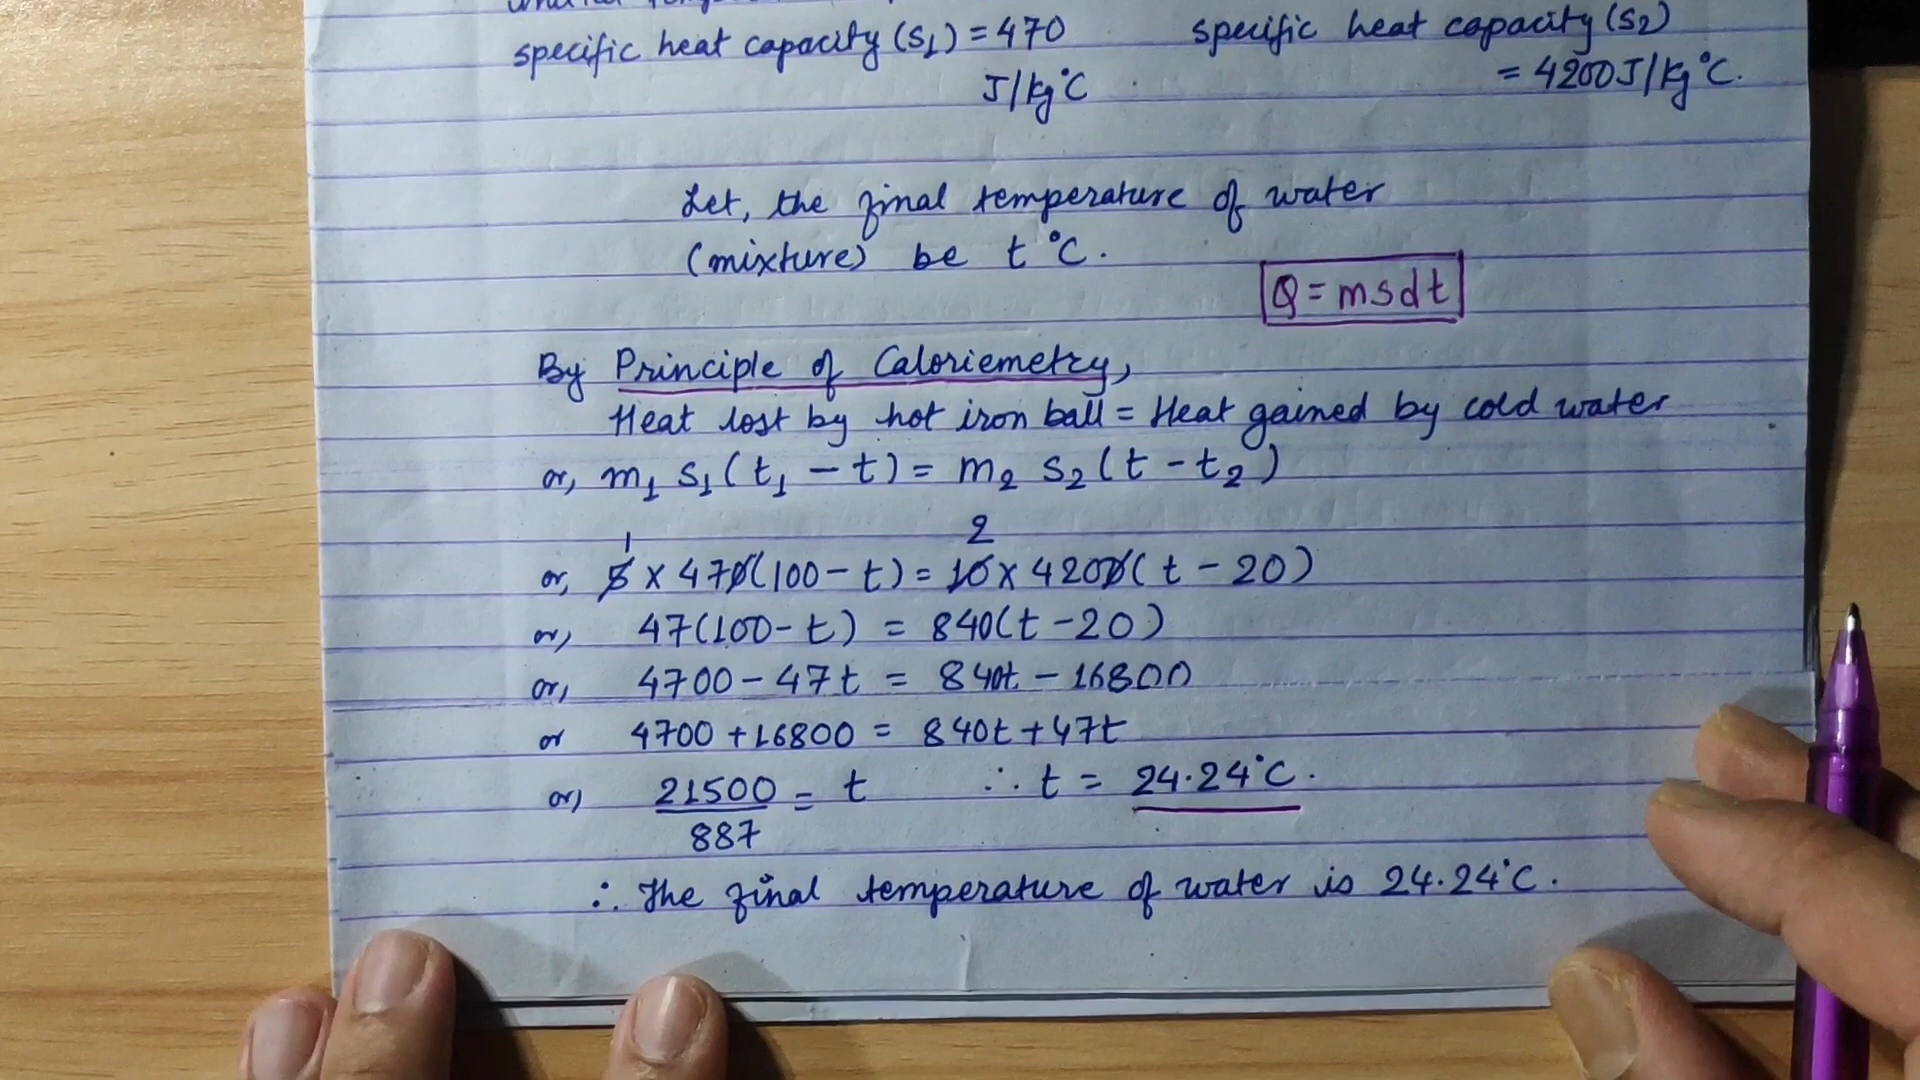 specific heat capacity (s₁) = 470
J/kg°C
specific heat capacity (s₂)
= 4200J/kg°C.
Let, the final temperature of water
(mixture) be t °C.
Q = msdt
By Principle of Caloriemetry,
Heat lost by hot iron ball = Heat gained by cold water
or, m₁ s₁ (t₁ - t) = m₂ s₂ (t - t₂)
1 2
or, 5 x 470(100 - t) = 10 x 4200(t - 20)
or, 47(100 - t) = 840(t - 20)
or, 4700 - 47t = 840t - 16800
or 4700 + 16800 = 840t + 47t
or, 21500 = t ∴ t = 24.24°C.
887
∴ The final temperature of water is 24.24°C.